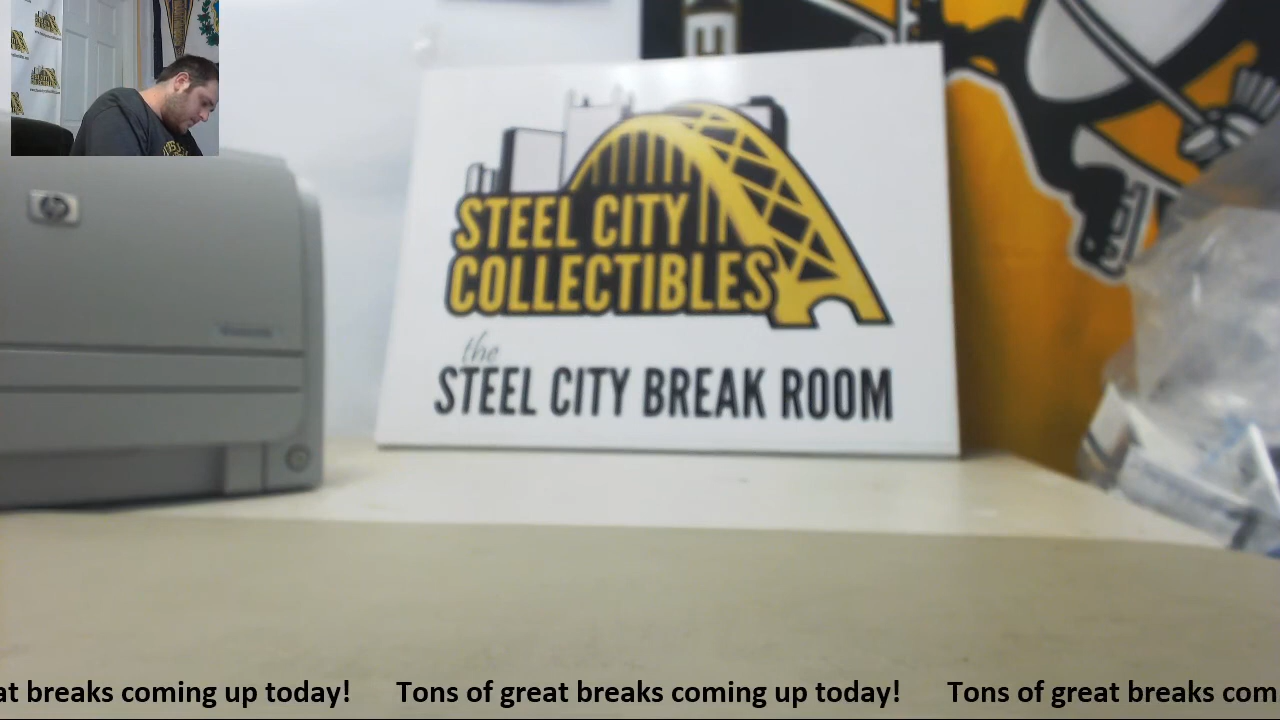 hp
STEEL CITY
COLLECTIBLES
the
STEEL CITY BREAK ROOM
at breaks coming up today! Tons of great breaks coming up today! Tons of great breaks com